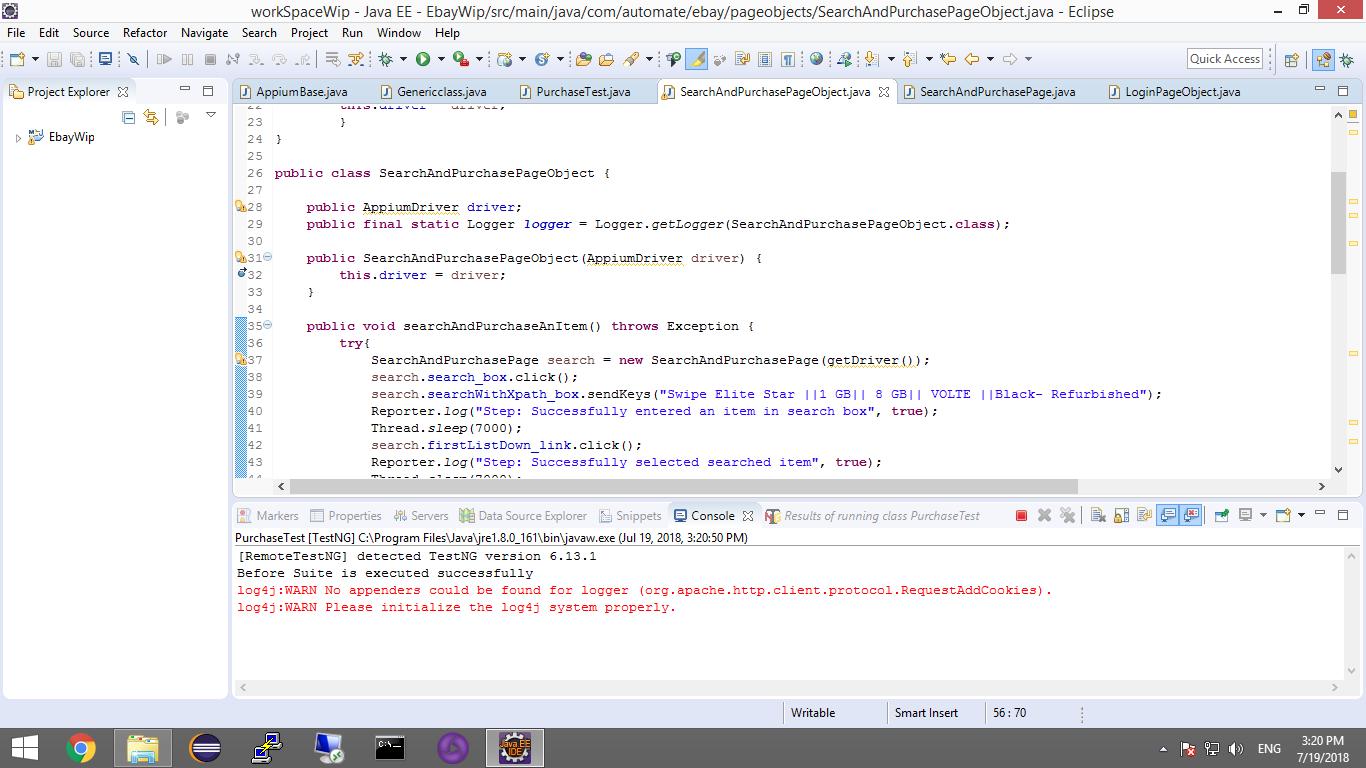 workSpaceWip - Java EE - EbayWip/src/main/java/com/automate/ebay/pageobjects/SearchAndPurchasePageObject.java - Eclipse
File Edit Source Refactor Navigate Search Project Run Window Help
Quick Access
Project Explorer
AppiumBase.java Genericclass.java PurchaseTest.java SearchAndPurchasePageObject.java SearchAndPurchasePage.java LoginPageObject.java
EbayWip
22 this.driver = driver;
23 }
24 }
25
26 public class SearchAndPurchasePageObject {
27
28 public AppiumDriver driver;
29 public final static Logger logger = Logger.getLogger(SearchAndPurchasePageObject.class);
30
31 public SearchAndPurchasePageObject(AppiumDriver driver) {
32 this.driver = driver;
33 }
34
35 public void searchAndPurchaseAnItem() throws Exception {
36 try{
37 SearchAndPurchasePage search = new SearchAndPurchasePage(getDriver());
38 search.search_box.click();
39 search.searchWithXpath_box.sendKeys("Swipe Elite Star ||1 GB|| 8 GB|| VOLTE ||Black- Refurbished");
40 Reporter.log("Step: Successfully entered an item in search box", true);
41 Thread.sleep(7000);
42 search.firstListDown_link.click();
43 Reporter.log("Step: Successfully selected searched item", true);
44 Thread.sleep(7000);
Markers Properties Servers Data Source Explorer Snippets Console Results of running class PurchaseTest
PurchaseTest [TestNG] C:\Program Files\Java\jre1.8.0_161\bin\javaw.exe (Jul 19, 2018, 3:20:50 PM)
[RemoteTestNG] detected TestNG version 6.13.1
Before Suite is executed successfully
log4j:WARN No appenders could be found for logger (org.apache.http.client.protocol.RequestAddCookies).
log4j:WARN Please initialize the log4j system properly.
Writable Smart Insert 56 : 70
Java EE
IDE
ENG
3:20 PM
7/19/2018